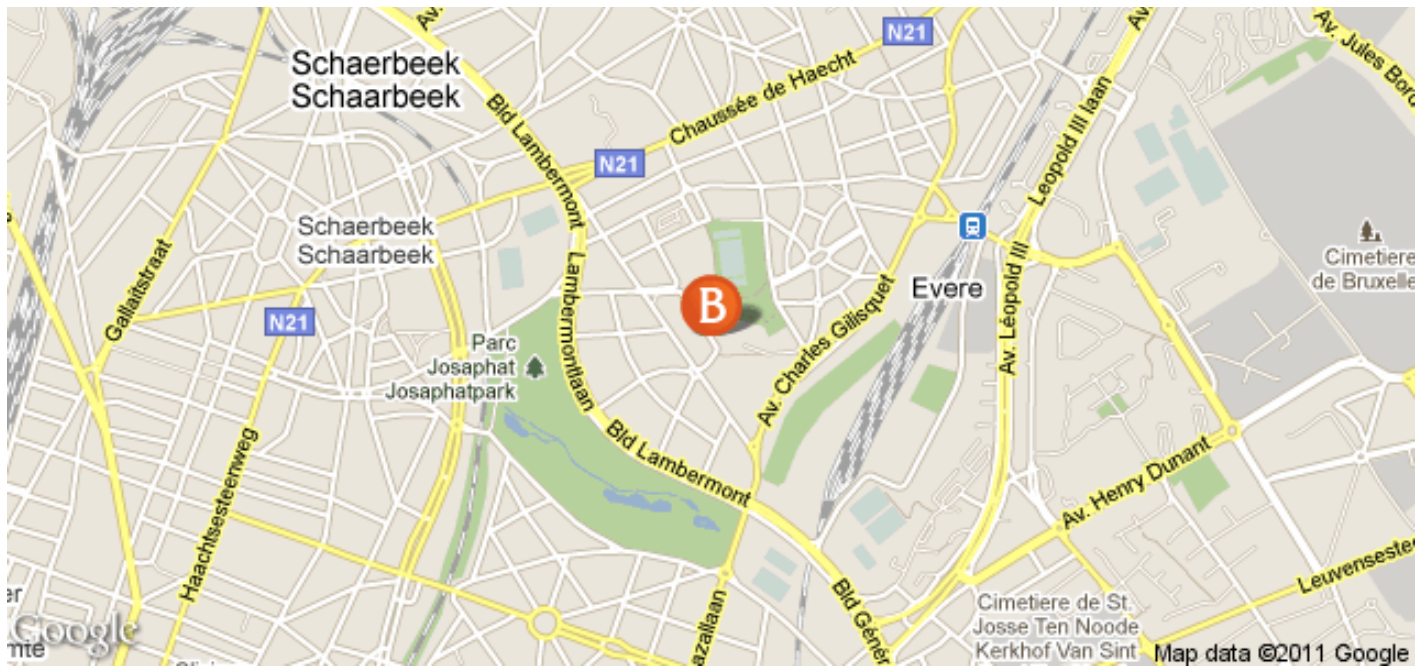 N21
Av. Jules Bord
Schaerbeek
Schaarbeek
Bld Lambermont
Chaussée de Haecht
Leopold III laan
N21
Schaerbeek
Schaarbeek
Cimetiere
de Bruxelle
Gallaitstraat
Lambermontlaan
Evere
B
N21
Av. Charles Gilisquet
Av. Léopold III
Parc
Josaphat
Josaphatpark
Haachtsesteenweg
Bld Lambermont
Av. Henry Dunant
Leuvensestee
Bld Génér
azallaan
Cimetiere de St.
Josse Ten Noode
Kerkhof Van Sint
Google
Map data ©2011 Google